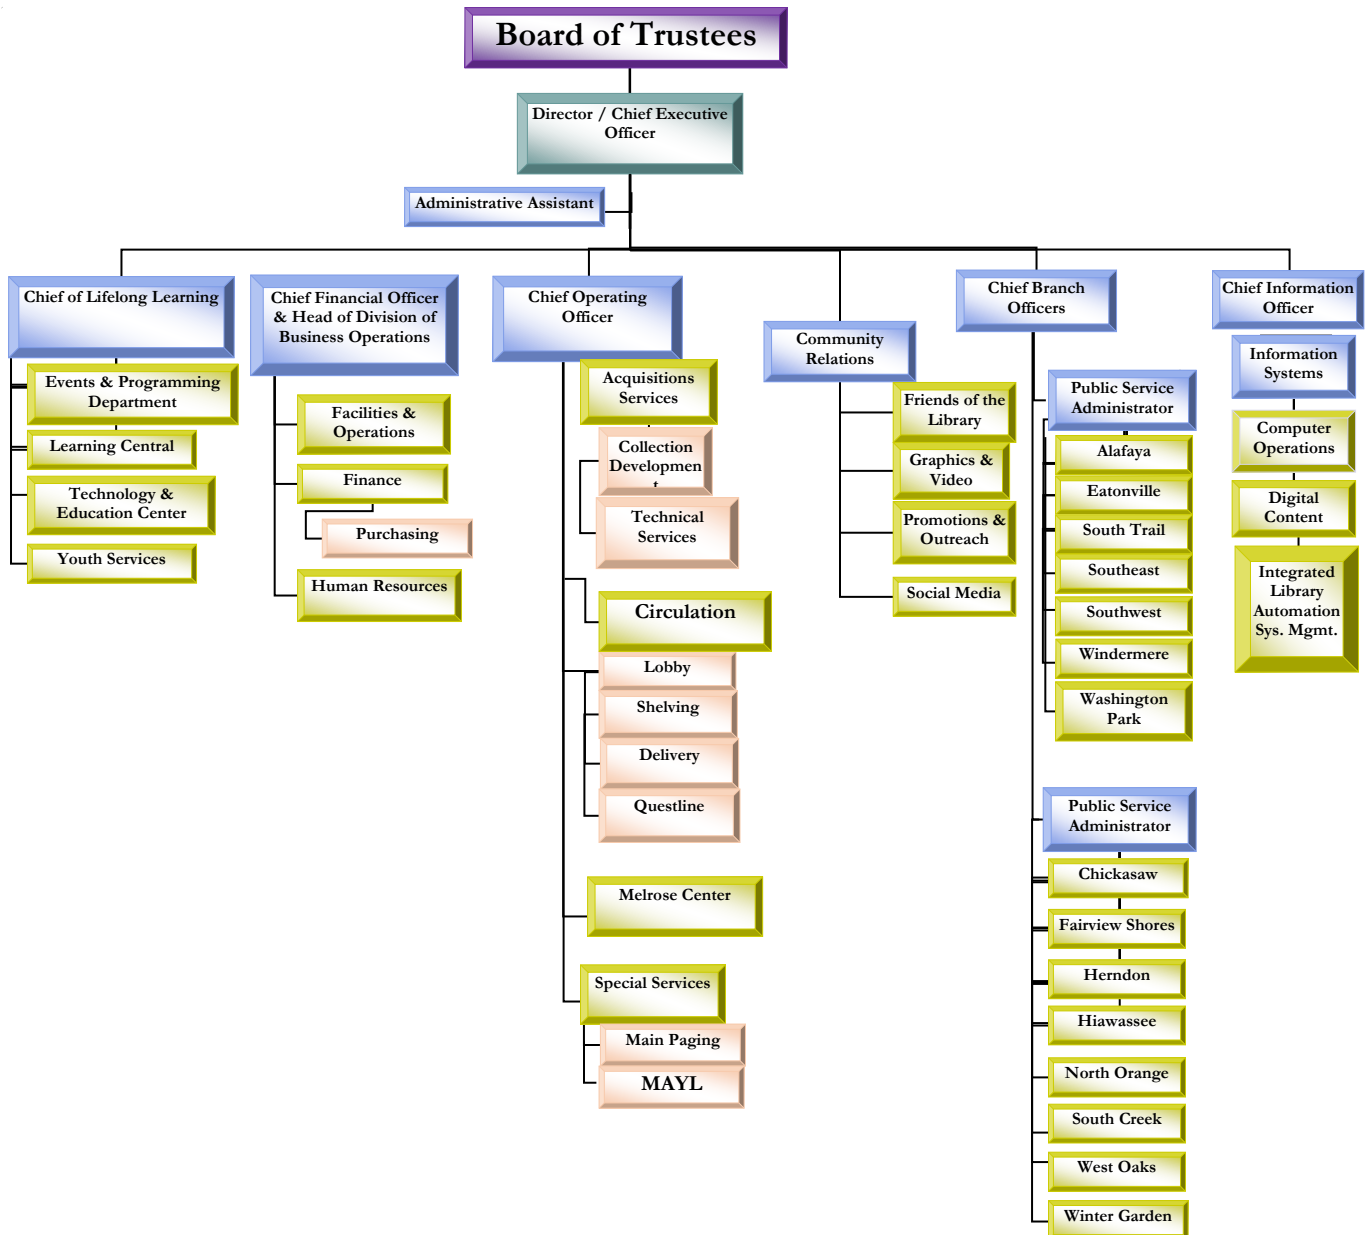 Board of Trustees
Director / Chief Executive
Officer
Administrative Assistant
Chief of Lifelong Learning
Events & Programming
Department
Learning Central
Technology &
Education Center
Youth Services
Chief Financial Officer
& Head of Division of
Business Operations
Facilities &
Operations
Finance
Purchasing
Human Resources
Chief Operating
Officer
Acquisitions
Services
Collection
Developmen
t
Technical
Services
Circulation
Lobby
Shelving
Delivery
Questline
Melrose Center
Special Services
Main Paging
MAYL
Community
Relations
Friends of the
Library
Graphics &
Video
Promotions &
Outreach
Social Media
Chief Branch
Officers
Public Service
Administrator
Alafaya
Eatonville
South Trail
Southeast
Southwest
Windermere
Washington
Park
Public Service
Administrator
Chickasaw
Fairview Shores
Herndon
Hiawassee
North Orange
South Creek
West Oaks
Winter Garden
Chief Information
Officer
Information
Systems
Computer
Operations
Digital
Content
Integrated
Library
Automation
Sys. Mgmt.